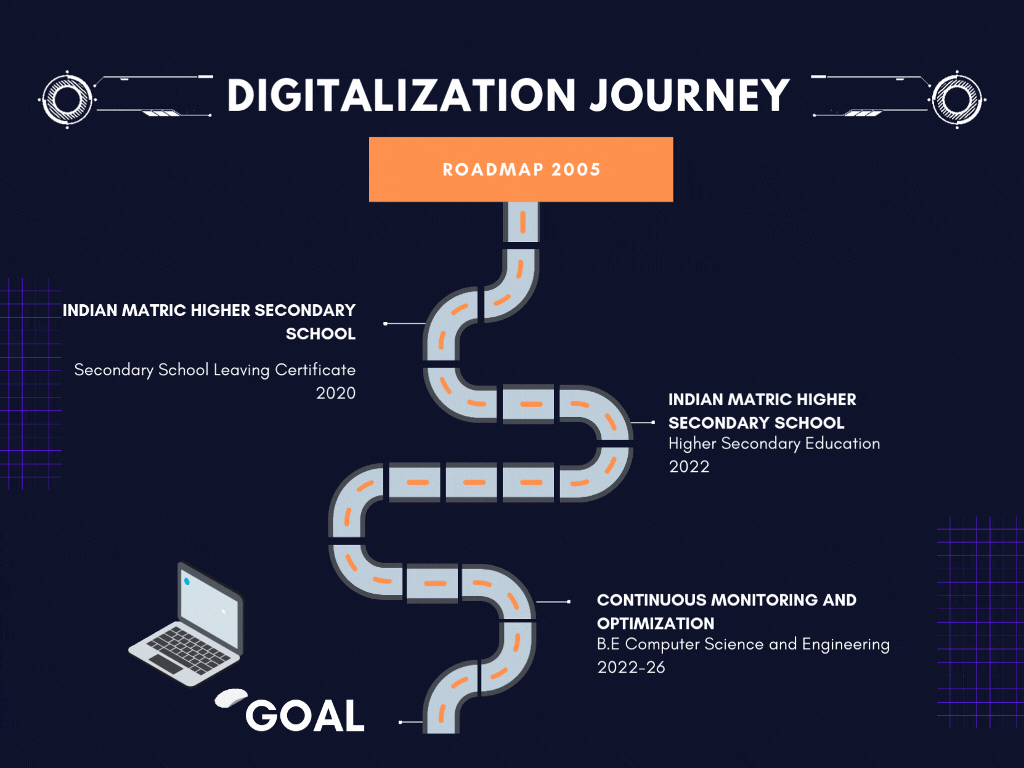 DIGITALIZATION JOURNEY
ROADMAP 2005
INDIAN MATRIC HIGHER SECONDARY
SCHOOL
Secondary School Leaving Certificate
2020
INDIAN MATRIC HIGHER
SECONDARY SCHOOL
Higher Secondary Education
2022
CONTINUOUS MONITORING AND
OPTIMIZATION
B.E Computer Science and Engineering
2022-26
GOAL